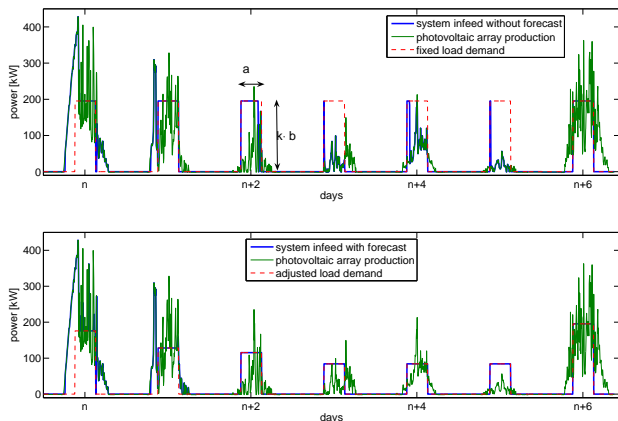 system infeed without forecast
photovoltaic array production
fixed load demand
power [kW]
400
300
200
100
0
a
k· b
n
n+2
n+4
n+6
days
system infeed with forecast
photovoltaic array production
adjusted load demand
power [kW]
400
300
200
100
0
n
n+2
n+4
n+6
days